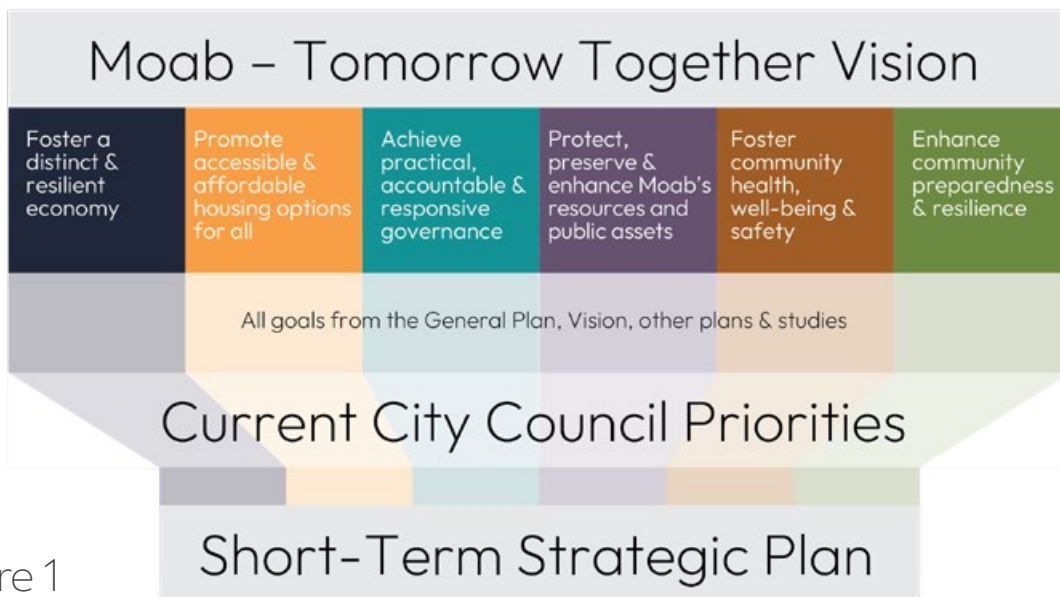 Moab – Tomorrow Together Vision
Foster a
distinct &
resilient
economy
Promote
accessible &
affordable
housing options
for all
Achieve
practical,
accountable &
responsive
governance
Protect,
preserve &
enhance Moab's
resources and
public assets
Foster
community
health,
well-being &
safety
Enhance
community
preparedness
& resilience
All goals from the General Plan, Vision, other plans & studies
Current City Council Priorities
Short-Term Strategic Plan
re 1